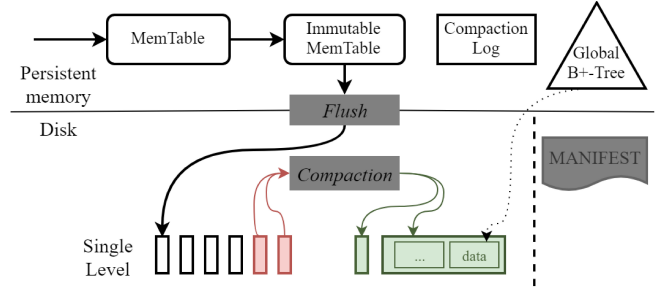 MemTable
Immutable
MemTable
Compaction
Log
Global
B+-Tree
Persistent
memory
Flush
Disk
MANIFEST
Compaction
Single
Level
...
data